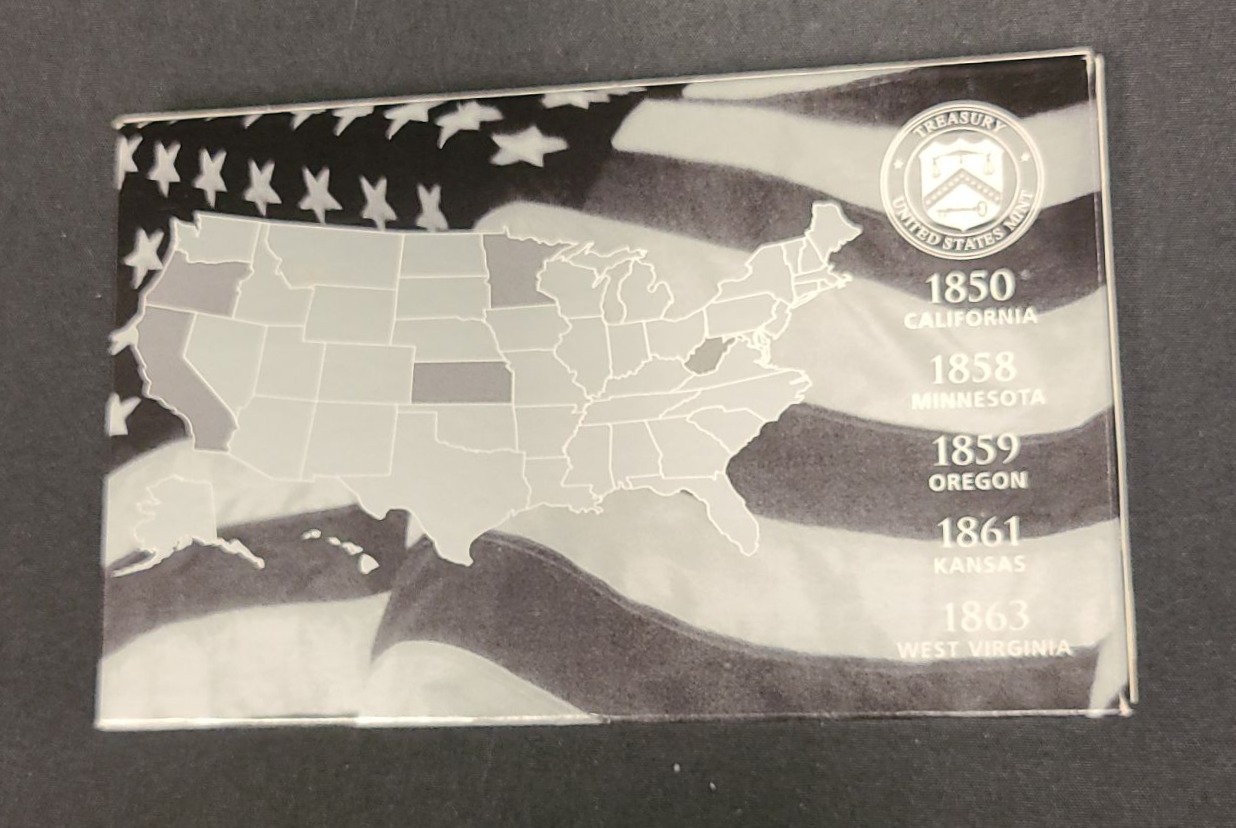 TREASURY
UNITED STATES MINT
1850
CALIFORNIA
1858
MINNESOTA
1859
OREGON
1861
KANSAS
1863
WEST VIRGINIA